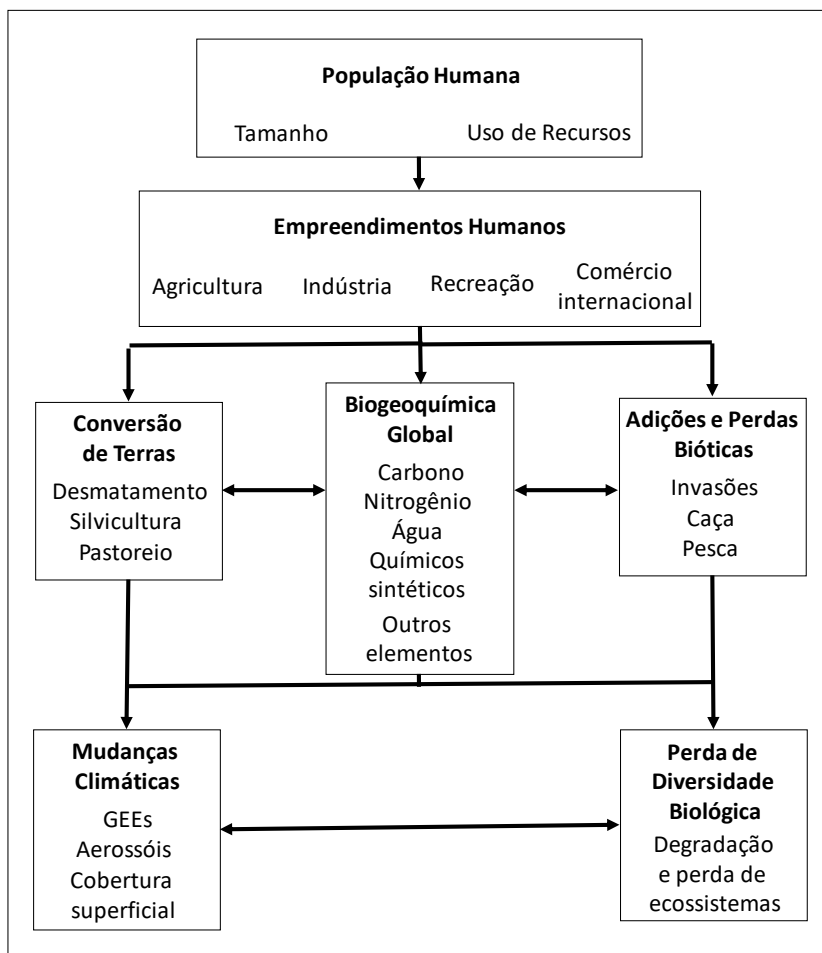 População Humana
Tamanho
Uso de Recursos
Empreendimentos Humanos
Agricultura
Indústria
Recreação
Comércio
internacional
Conversão
de Terras
Desmatamento
Silvicultura
Pastoreio
Biogeoquímica
Global
Carbono
Nitrogênio
Água
Químicos
sintéticos
Outros
elementos
Adições e Perdas
Bióticas
Invasões
Caça
Pesca
Mudanças
Climáticas
GEEs
Aerossóis
Cobertura
superficial
Perda de
Diversidade
Biológica
Degradação
e perda de
ecossistemas